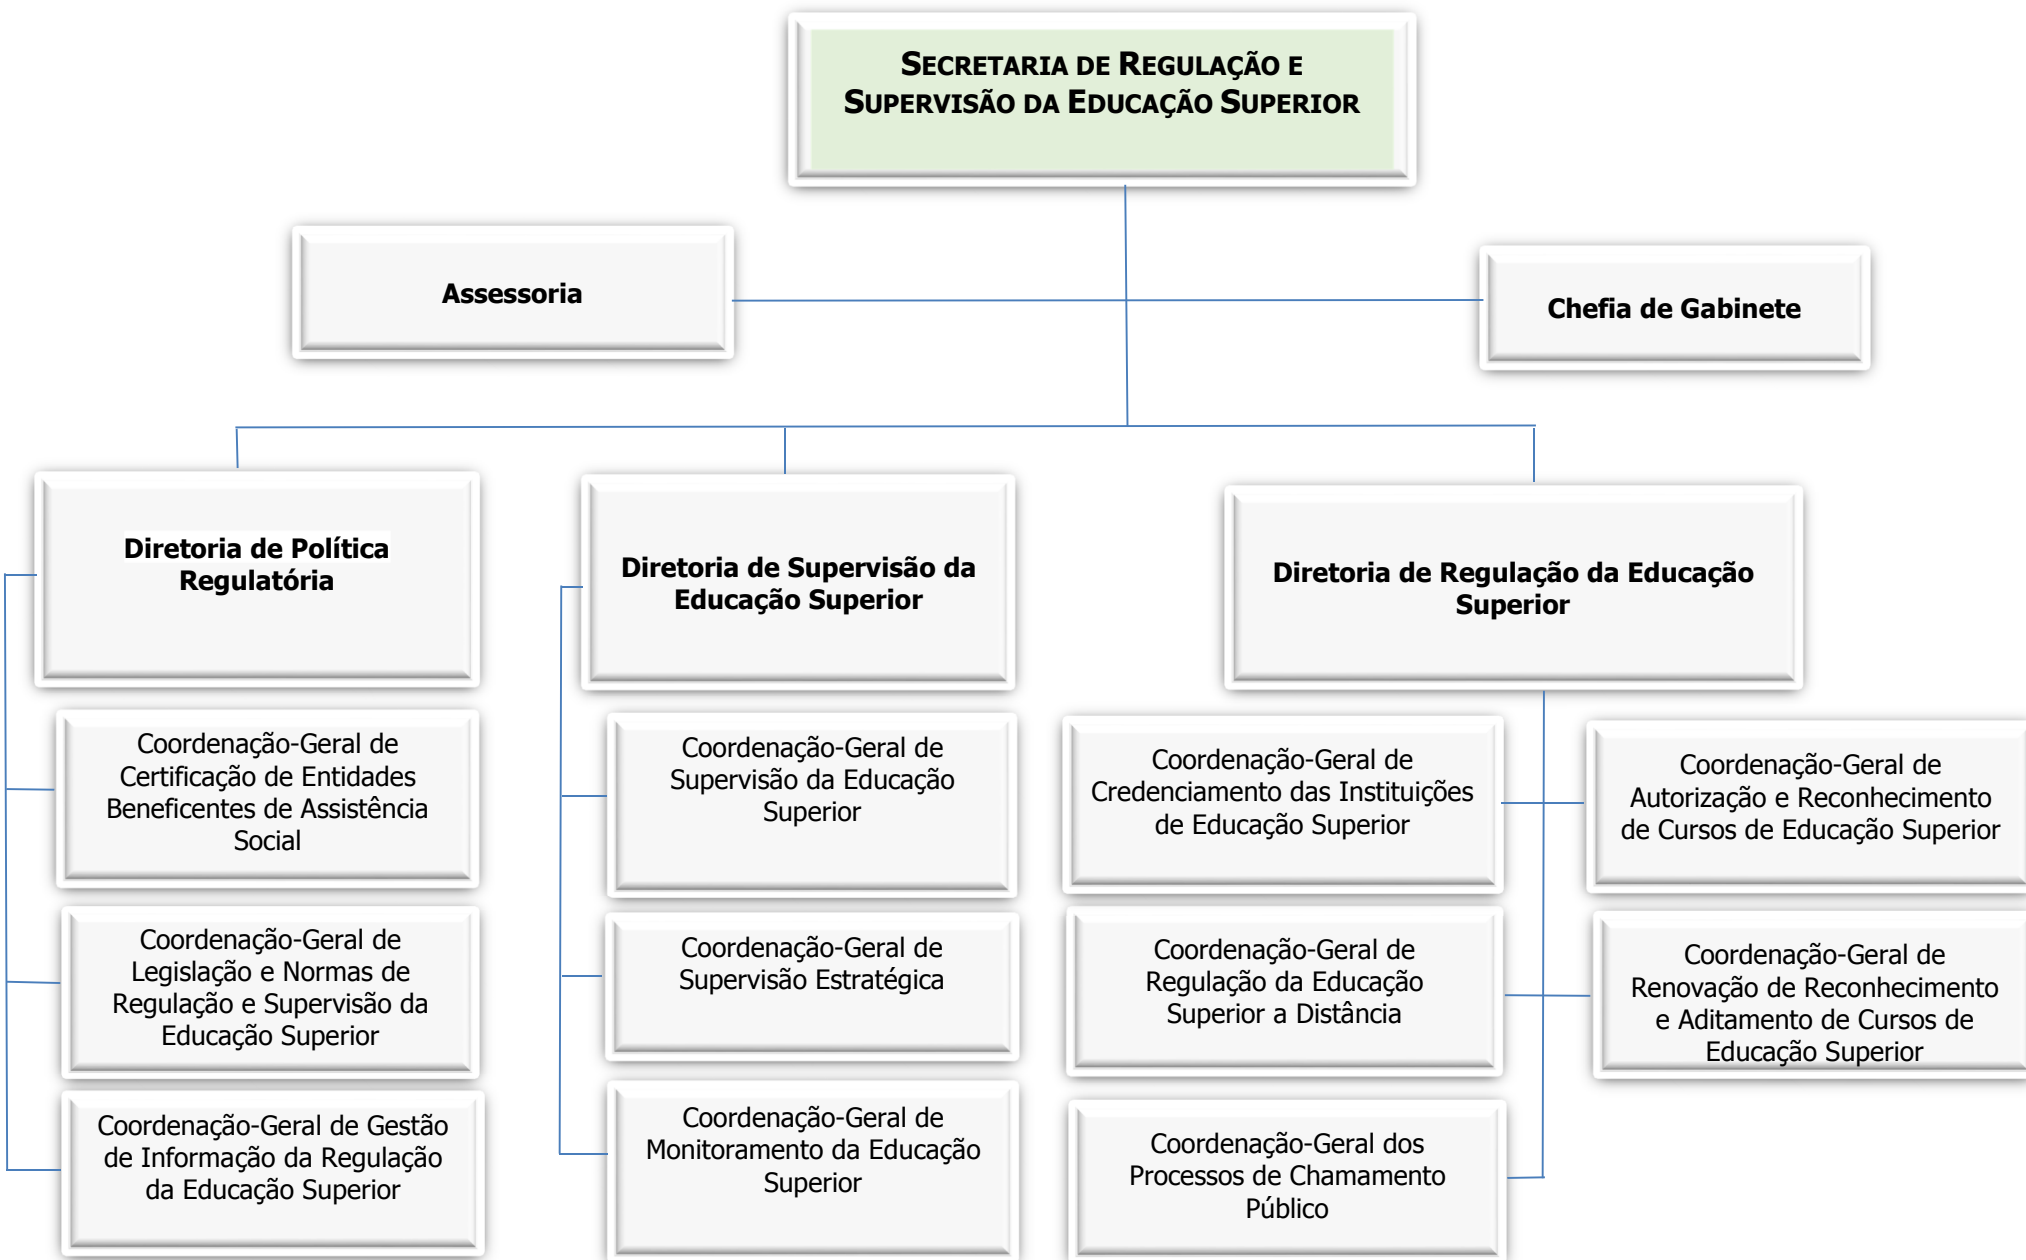 SECRETARIA DE REGULAÇÃO E
SUPERVISÃO DA EDUCAÇÃO SUPERIOR
Assessoria
Chefia de Gabinete
Diretoria de Política
Regulatória
Diretoria de Supervisão da
Educação Superior
Diretoria de Regulação da Educação
Superior
Coordenação-Geral de
Certificação de Entidades
Beneficentes de Assistência
Social
Coordenação-Geral de
Legislação e Normas de
Regulação e Supervisão da
Educação Superior
Coordenação-Geral de Gestão
de Informação da Regulação
da Educação Superior
Coordenação-Geral de
Supervisão da Educação
Superior
Coordenação-Geral de
Supervisão Estratégica
Coordenação-Geral de
Monitoramento da Educação
Superior
Coordenação-Geral de
Credenciamento das Instituições
de Educação Superior
Coordenação-Geral de
Regulação da Educação
Superior a Distância
Coordenação-Geral dos
Processos de Chamamento
Público
Coordenação-Geral de
Autorização e Reconhecimento
de Cursos de Educação Superior
Coordenação-Geral de
Renovação de Reconhecimento
e Aditamento de Cursos de
Educação Superior